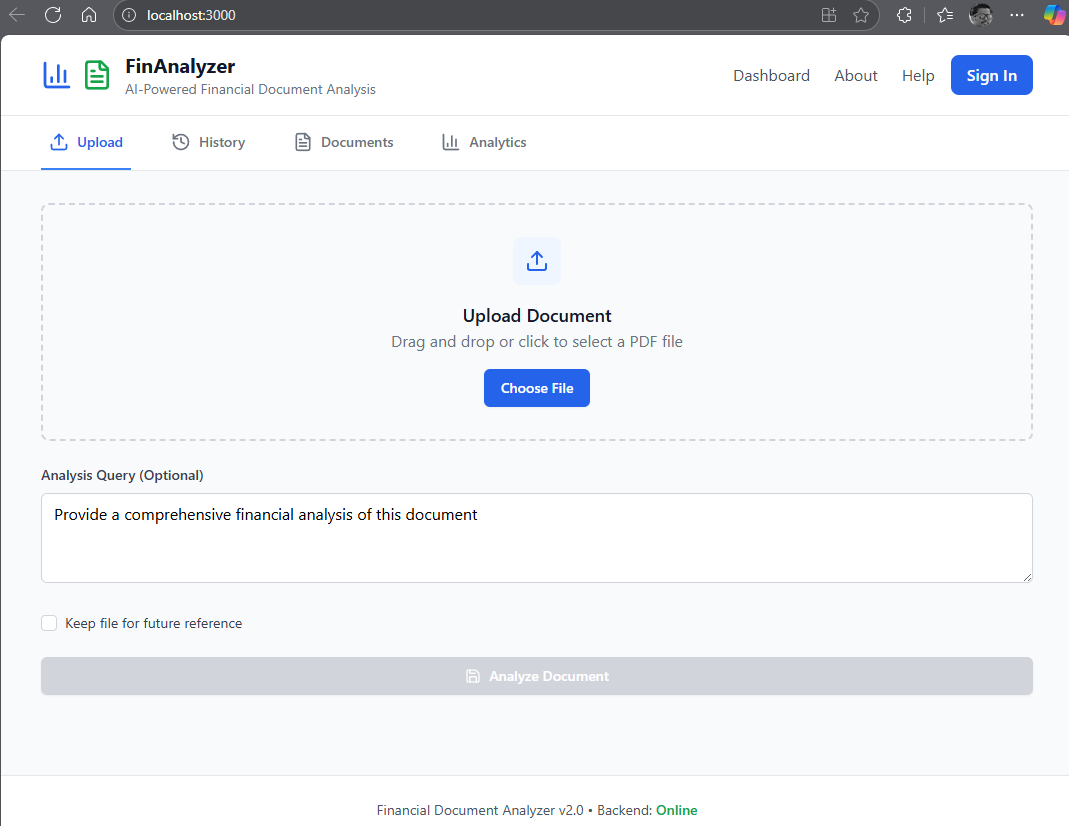 localhost:3000
FinAnalyzer
AI-Powered Financial Document Analysis
Dashboard About Help Sign In
Upload History Documents Analytics
Upload Document
Drag and drop or click to select a PDF file
Choose File
Analysis Query (Optional)
Provide a comprehensive financial analysis of this document
Keep file for future reference
Analyze Document
Financial Document Analyzer v2.0 • Backend: Online